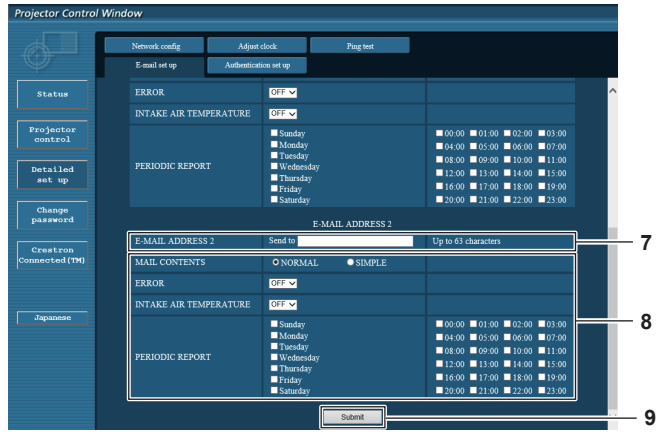 Projector Control Window
Network config Adjust clock Ping test
E-mail set up Authentication set up
Status
Projector control
Detailed set up
Change password
Crestron Connected(TM)
Japanese
ERROR OFF
INTAKE AIR TEMPERATURE OFF
PERIODIC REPORT
Sunday 00:00 01:00 02:00 03:00
Monday 04:00 05:00 06:00 07:00
Tuesday 08:00 09:00 10:00 11:00
Wednesday 12:00 13:00 14:00 15:00
Thursday 16:00 17:00 18:00 19:00
Friday 20:00 21:00 22:00 23:00
Saturday
E-MAIL ADDRESS 2
E-MAIL ADDRESS 2 Send to Up to 63 characters 7
MAIL CONTENTS NORMAL SIMPLE
ERROR OFF
INTAKE AIR TEMPERATURE OFF
8
PERIODIC REPORT
Sunday 00:00 01:00 02:00 03:00
Monday 04:00 05:00 06:00 07:00
Tuesday 08:00 09:00 10:00 11:00
Wednesday 12:00 13:00 14:00 15:00
Thursday 16:00 17:00 18:00 19:00
Friday 20:00 21:00 22:00 23:00
Saturday
Submit 9